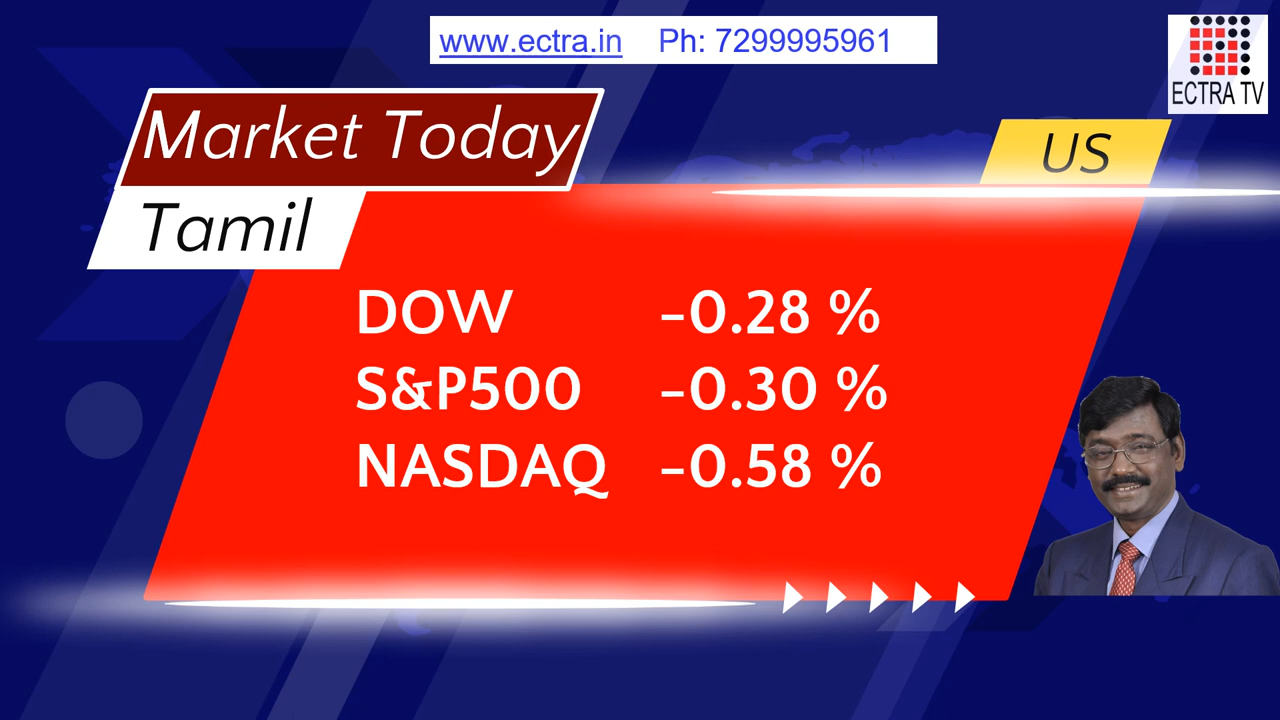 www.ectra.in Ph: 7299995961
ECTRA TV
Market Today
US
Tamil
DOW -0.28 %
S&P500 -0.30 %
NASDAQ -0.58 %